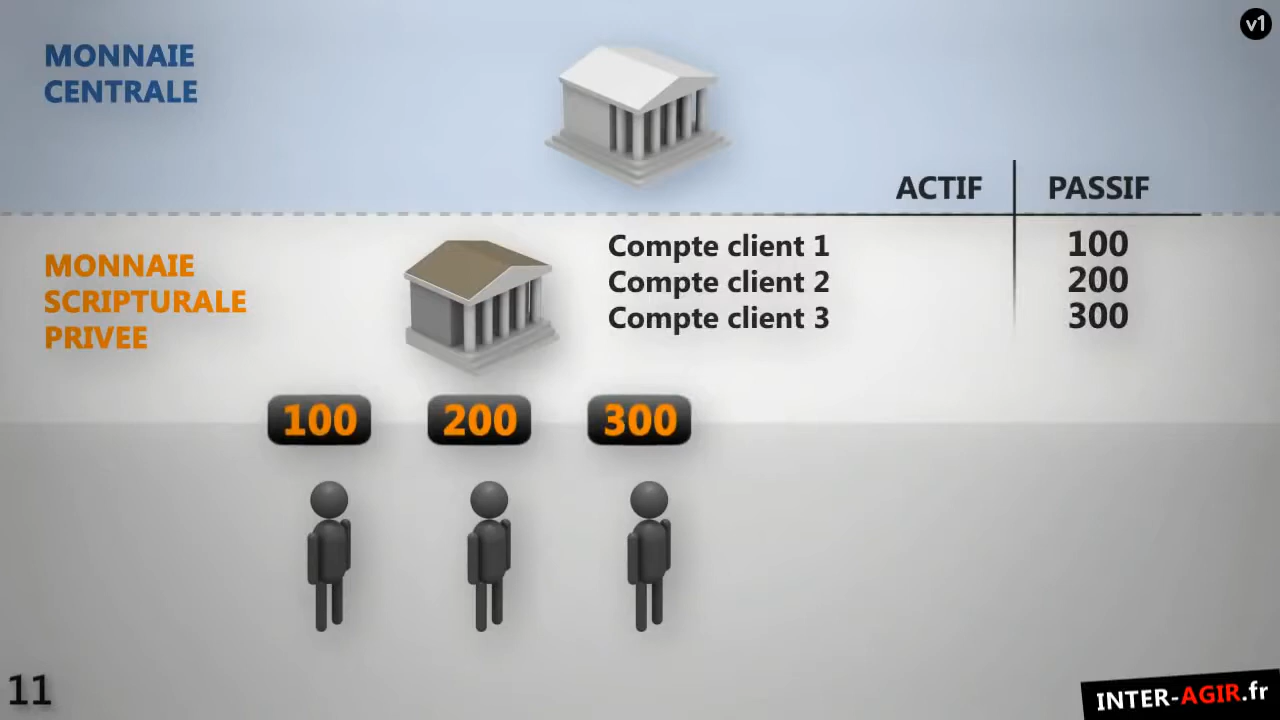 v1
MONNAIE
CENTRALE
ACTIF PASSIF
MONNAIE
SCRIPTURALE
PRIVEE
Compte client 1 100
Compte client 2 200
Compte client 3 300
100 200 300
11
INTER-AGIR.fr